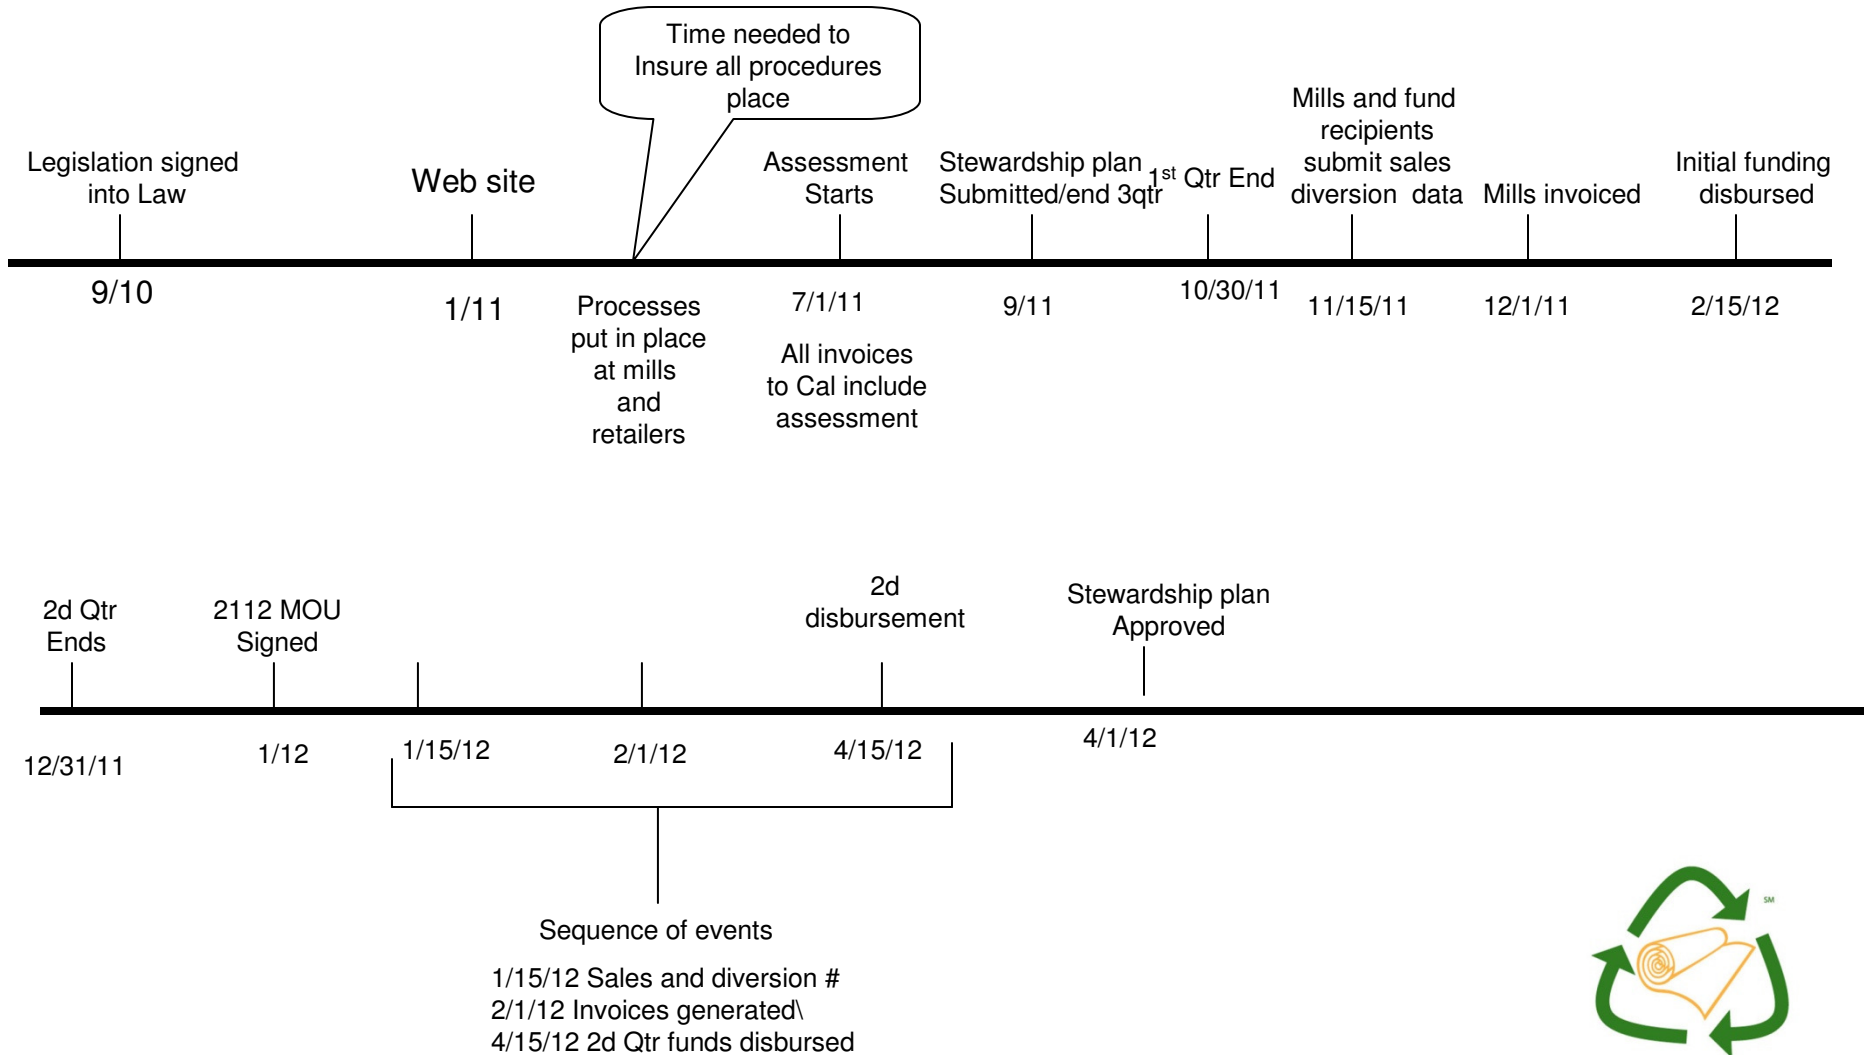 Time needed to
Insure all procedures
place
Legislation signed
into Law
Web site
Assessment
Starts
Stewardship plan
Submitted/end 3qtr
1st Qtr End
Mills and fund
recipients
submit sales
diversion data
Mills invoiced
Initial funding
disbursed
9/10
1/11
Processes
put in place
at mills
and
retailers
7/1/11
All invoices
to Cal include
assessment
9/11
10/30/11
11/15/11
12/1/11
2/15/12
2d Qtr
Ends
2112 MOU
Signed
2d
disbursement
Stewardship plan
Approved
12/31/11
1/12
1/15/12
2/1/12
4/15/12
4/1/12
Sequence of events
1/15/12 Sales and diversion #
2/1/12 Invoices generated\
4/15/12 2d Qtr funds disbursed
SM